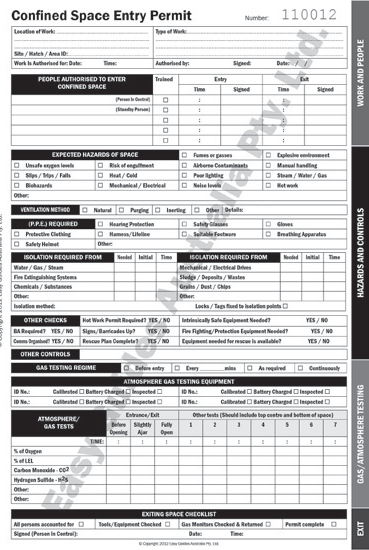 Confined Space Entry Permit Number: 110012
Location of Work: Type of Work:
Site / Hatch / Area ID:
Work Is Authorised for: Date: Time: Authorised by: Signed: Date: / /
PEOPLE AUTHORISED TO ENTER CONFINED SPACE Trained Entry Exit
Time Signed Time Signed
(Person In Control) ☐ : :
(Standby Person) ☐ : :
☐ : :
☐ : :
☐ : :
EXPECTED HAZARDS OF SPACE ☐ Fumes or gasses ☐ Explosive environment
☐ Unsafe oxygen levels ☐ Risk of engulfment ☐ Airborne Contaminants ☐ Manual handling
☐ Slips / Trips / Falls ☐ Heat / Cold ☐ Poor lighting ☐ Steam / Water / Gas
☐ Biohazards ☐ Mechanical / Electrical ☐ Noise levels ☐ Hot work
Other:
VENTILATION METHOD ☐ Natural ☐ Purging ☐ Inerting ☐ Other Details:
(P.P.E.) REQUIRED ☐ Hearing Protection ☐ Safety Glasses ☐ Gloves
☐ Protective Clothing ☐ Harness/Lifeline ☐ Suitable Footware ☐ Breathing Apparatus
☐ Safety Helmet Other:
ISOLATION REQUIRED FROM Needed Initial Time ISOLATION REQUIRED FROM Needed Initial Time
Water / Gas / Steam Mechanical / Electrical Drives
Fire Extinguishing Systems Sludge / Deposits / Wastes
Chemicals / Substances Grains / Dust / Chips
Other: Other:
Isolation method: Locks / Tags fixed to isolation points ☐
OTHER CHECKS Hot Work Permit Required? YES / NO Intrinsically Safe Equipment Needed? YES / NO
BA Required? YES / NO Signs/Barricades Up? YES / NO Fire Fighting/Protective Equipment Needed? YES / NO
Comms Organised? YES / NO Rescue Plan Complete? YES / NO Equipment needed for rescue is available? YES / NO
OTHER CONTROLS
GAS TESTING REGIME ☐ Before entry ☐ Every mins ☐ As required ☐ Continuously
ATMOSPHERE GAS TESTING EQUIPMENT
ID No.: Calibrated ☐ Battery Charged ☐ Inspected ☐ ID No.: Calibrated ☐ Battery Charged ☐ Inspected ☐
ID No.: Calibrated ☐ Battery Charged ☐ Inspected ☐ ID No.: Calibrated ☐ Battery Charged ☐ Inspected ☐
ATMOSPHERE/ GAS TESTS Entrance/Exit Other tests (Should include top centre and bottom of space)
Before Opening Slightly Ajar Fully Open 1 2 3 4 5 6 7
TIME: : : : : : : : : : :
% of Oxygen
% of LEL
Carbon Monoxide - CO2
Hydrogen Sulfide - H2S
Other:
Other:
EXITING SPACE CHECKLIST
All persons accounted for ☐ Tools/Equipment Checked ☐ Gas Monitors Checked & Returned ☐ Permit complete ☐
Signed (Person in Control): Date: Time:
© Copyright 2012 Easy Guides Australia Pty. Ltd.
WORK AND PEOPLE
HAZARDS AND CONTROLS
GAS/ATMOSPHERE TESTING
EXIT
Easy Guides Australia Pty. Ltd.
© Copyright 2012 Easy Guides Australia Pty. Ltd.